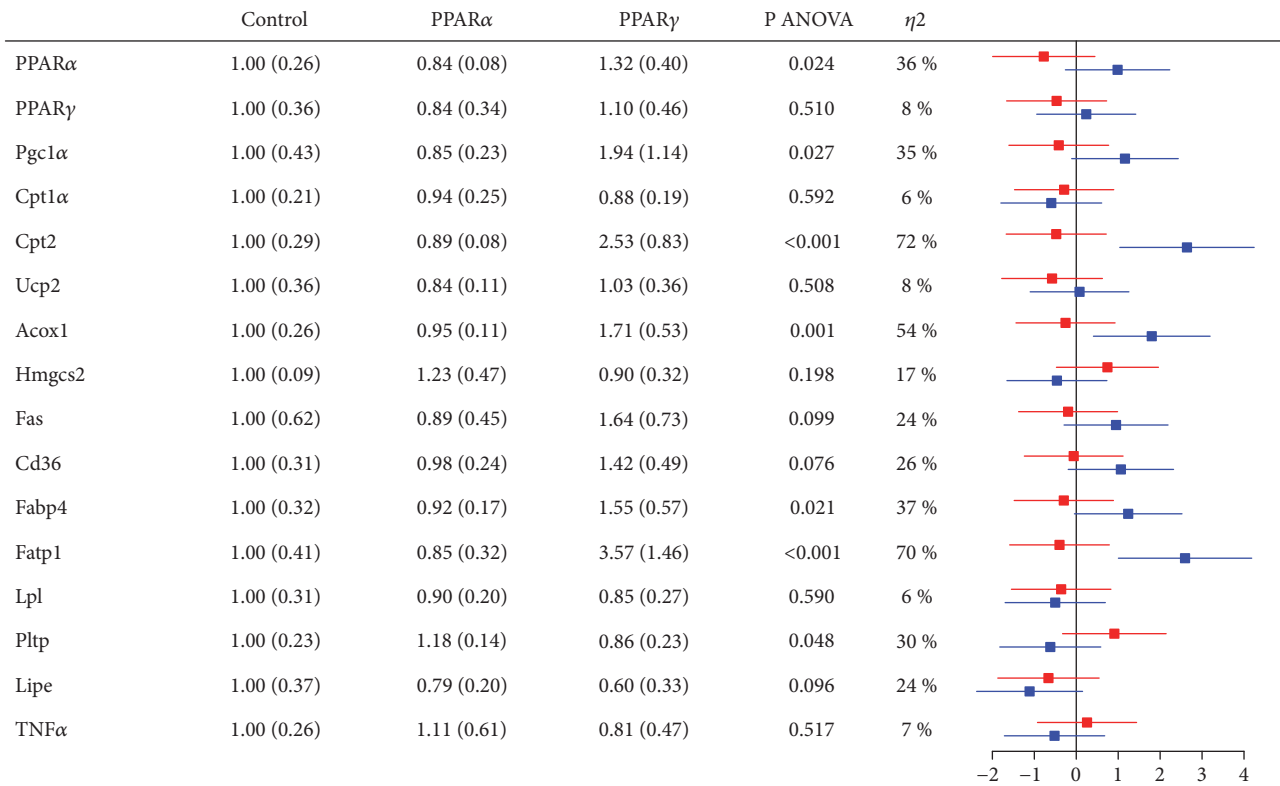 Control PPARα PPARγ P ANOVA η2
PPARα 1.00 (0.26) 0.84 (0.08) 1.32 (0.40) 0.024 36 %
PPARγ 1.00 (0.36) 0.84 (0.34) 1.10 (0.46) 0.510 8 %
Pgc1α 1.00 (0.43) 0.85 (0.23) 1.94 (1.14) 0.027 35 %
Cpt1α 1.00 (0.21) 0.94 (0.25) 0.88 (0.19) 0.592 6 %
Cpt2 1.00 (0.29) 0.89 (0.08) 2.53 (0.83) <0.001 72 %
Ucp2 1.00 (0.36) 0.84 (0.11) 1.03 (0.36) 0.508 8 %
Acox1 1.00 (0.26) 0.95 (0.11) 1.71 (0.53) 0.001 54 %
Hmgcs2 1.00 (0.09) 1.23 (0.47) 0.90 (0.32) 0.198 17 %
Fas 1.00 (0.62) 0.89 (0.45) 1.64 (0.73) 0.099 24 %
Cd36 1.00 (0.31) 0.98 (0.24) 1.42 (0.49) 0.076 26 %
Fabp4 1.00 (0.32) 0.92 (0.17) 1.55 (0.57) 0.021 37 %
Fatp1 1.00 (0.41) 0.85 (0.32) 3.57 (1.46) <0.001 70 %
Lpl 1.00 (0.31) 0.90 (0.20) 0.85 (0.27) 0.590 6 %
Pltp 1.00 (0.23) 1.18 (0.14) 0.86 (0.23) 0.048 30 %
Lipe 1.00 (0.37) 0.79 (0.20) 0.60 (0.33) 0.096 24 %
TNFα 1.00 (0.26) 1.11 (0.61) 0.81 (0.47) 0.517 7 %
−2 −1 0 1 2 3 4